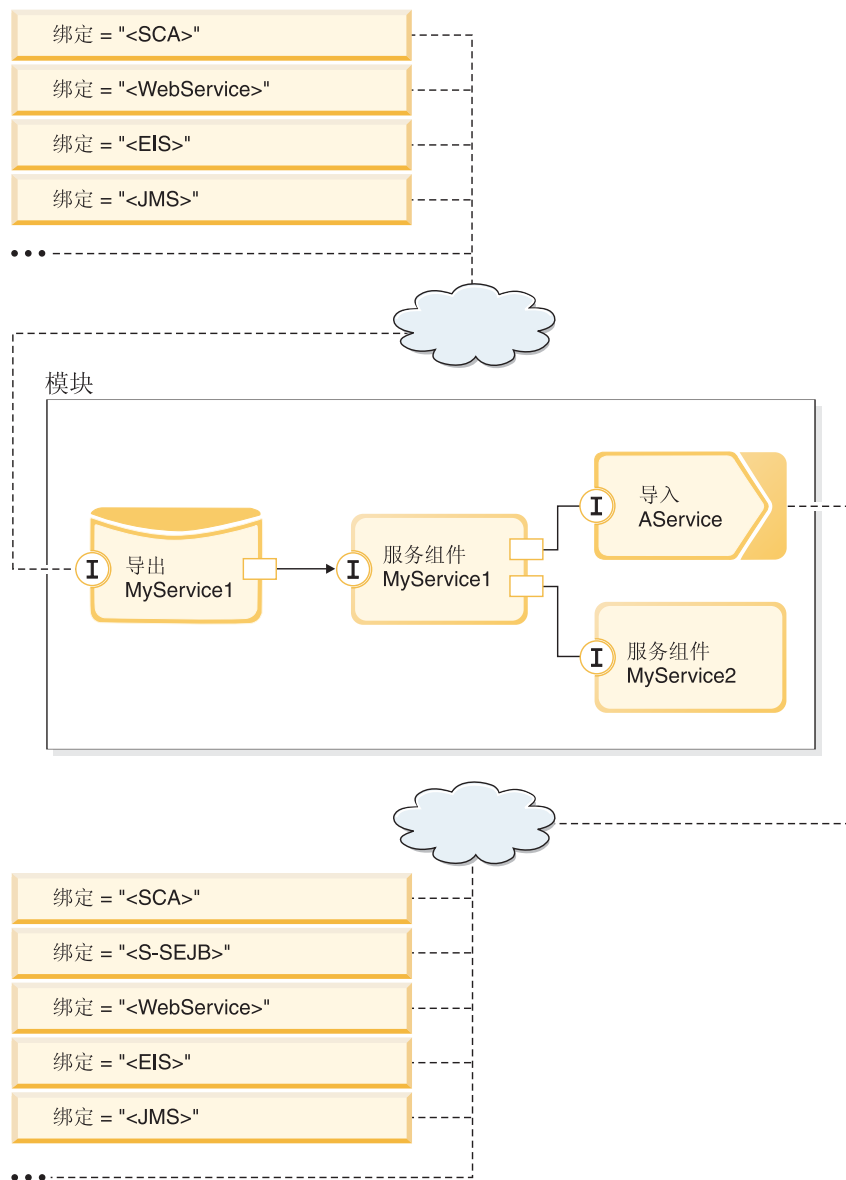 绑定 = "<SCA>"
绑定 = "<WebService>"
绑定 = "<EIS>"
绑定 = "<JMS>"
•••
模块
导出
MyService1
服务组件
MyService1
导入
AService
服务组件
MyService2
绑定 = "<SCA>"
绑定 = "<S-SEJB>"
绑定 = "<WebService>"
绑定 = "<EIS>"
绑定 = "<JMS>"
•••